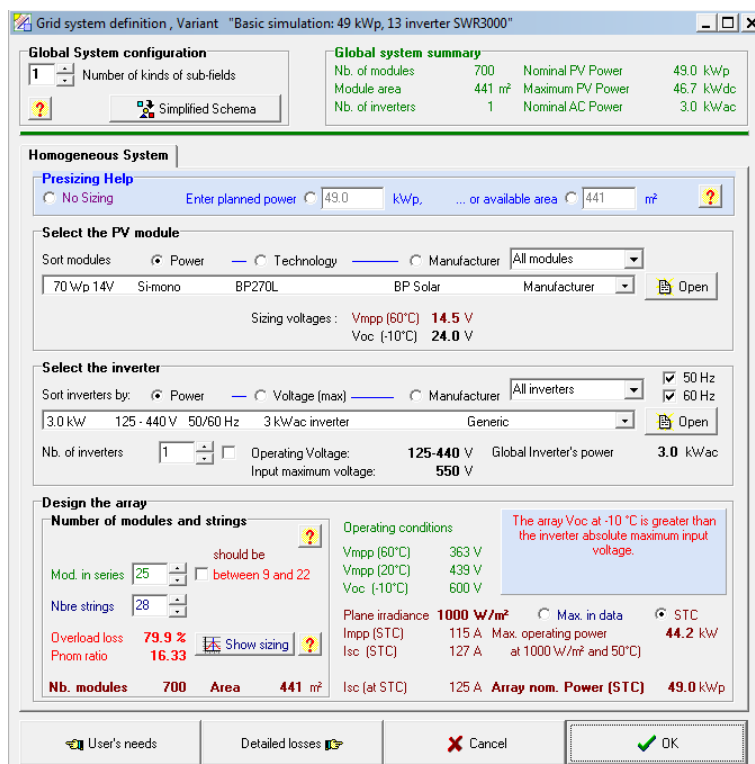 Grid system definition , Variant "Basic simulation: 49 kWp, 13 inverter SWR3000"
Global System configuration
1 Number of kinds of sub-fields
? Simplified Schema
Global system summary
Nb. of modules 700 Nominal PV Power 49.0 kWp
Module area 441 m² Maximum PV Power 46.7 kWdc
Nb. of inverters 1 Nominal AC Power 3.0 kWac
Homogeneous System
Presizing Help
No Sizing Enter planned power 49.0 kWp, ... or available area 441 m² ?
Select the PV module
Sort modules Power Technology Manufacturer All modules
70 Wp 14V Si-mono BP270L BP Solar Manufacturer Open
Sizing voltages : Vmpp (60°C) 14.5 V
Voc (-10°C) 24.0 V
Select the inverter
Sort inverters by: Power Voltage (max) Manufacturer All inverters
50 Hz
60 Hz
3.0 kW 125 - 440 V 50/60 Hz 3 kWac inverter Generic Open
Nb. of inverters 1 Operating Voltage: 125-440 V Global Inverter's power 3.0 kWac
Input maximum voltage: 550 V
Design the array
Number of modules and strings
?
should be
Mod. in series 25 between 9 and 22
Nbre strings 28
Overload loss 79.9 %
Pnom ratio 16.33
Show sizing ?
Nb. modules 700 Area 441 m²
Operating conditions
Vmpp (60°C) 363 V
Vmpp (20°C) 439 V
Voc (-10°C) 600 V
The array Voc at -10 °C is greater than
the inverter absolute maximum input
voltage.
Plane irradiance 1000 W/m² Max. in data STC
Impp (STC) 115 A Max. operating power 44.2 kW
Isc (STC) 127 A at 1000 W/m² and 50°C)
Isc (at STC) 125 A Array nom. Power (STC) 49.0 kWp
User's needs Detailed losses Cancel OK